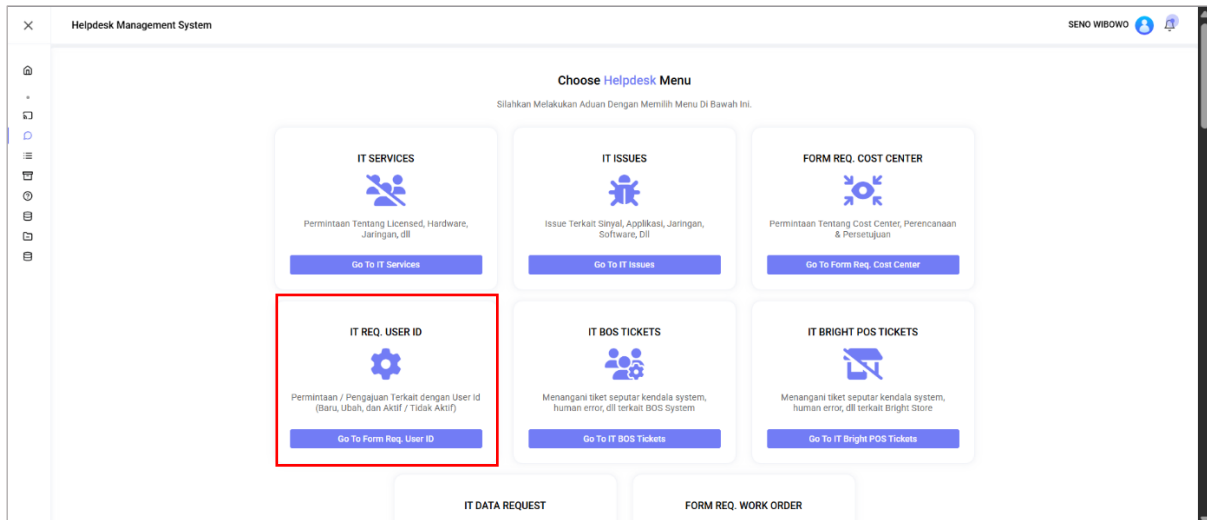 Helpdesk Management System
SENO WIBOWO
Choose Helpdesk Menu
Silahkan Melakukan Aduan Dengan Memilih Menu Di Bawah Ini.
IT SERVICES
Permintaan Tentang Licensed, Hardware,
Jaringan, dll
Go To IT Services
IT ISSUES
Issue Terkait Sinyal, Applikasi, Jaringan,
Software, Dll
Go To IT Issues
FORM REQ. COST CENTER
Permintaan Tentang Cost Center, Perencanaan
& Persetujuan
Go To Form Req. Cost Center
IT REQ. USER ID
Permintaan / Pengajuan Terkait dengan User Id
(Baru, Ubah, dan Aktif / Tidak Aktif)
Go To Form Req. User ID
IT BOS TICKETS
Menangani tiket seputar kendala system,
human error, dll terkait BOS System
Go To IT BOS Tickets
IT BRIGHT POS TICKETS
Menangani tiket seputar kendala system,
human error, dll terkait Bright Store
Go To IT Bright POS Tickets
IT DATA REQUEST
FORM REQ. WORK ORDER